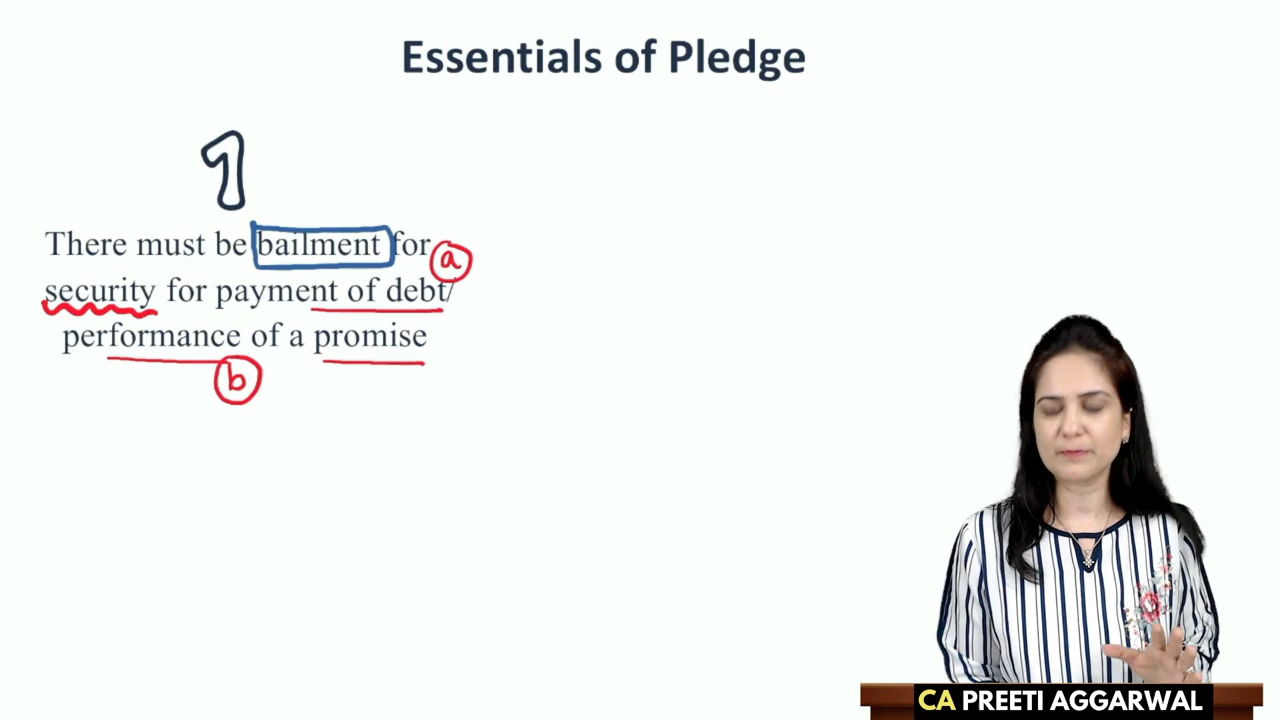 Essentials of Pledge
1
There must be bailment for
a
security for payment of debt/
performance of a promise
b
CA PREETI AGGARWAL